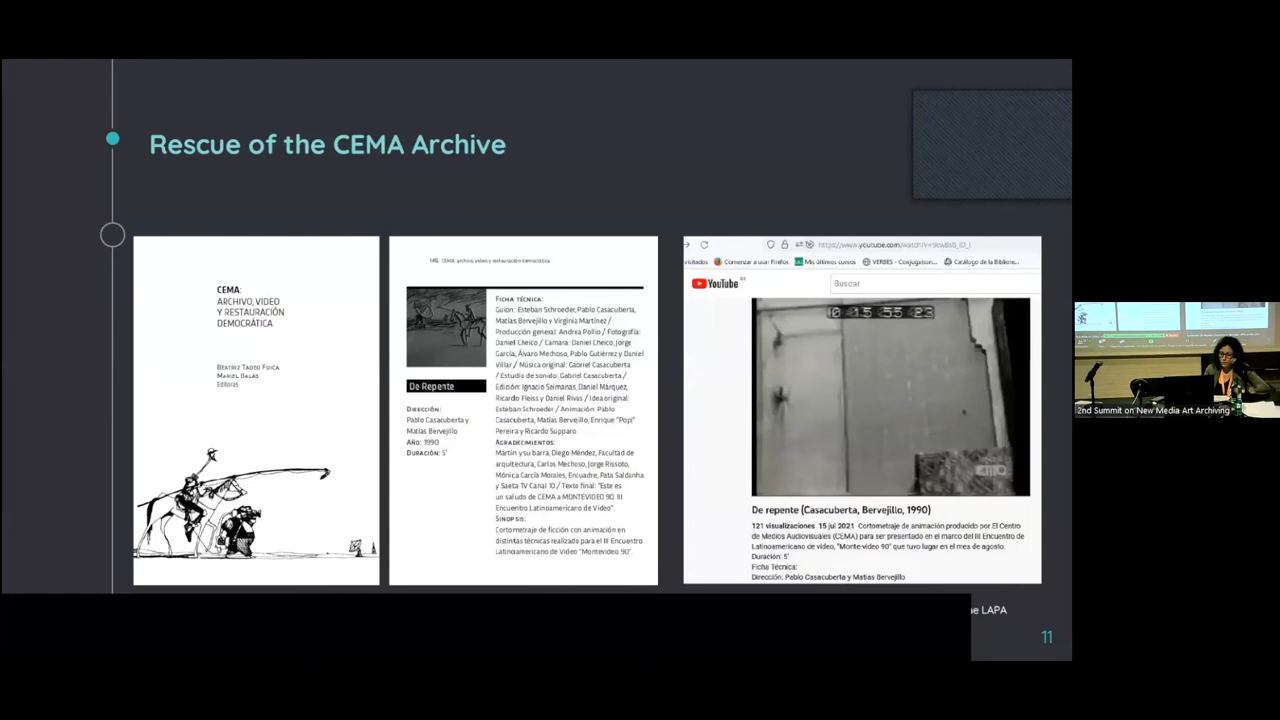 Rescue of the CEMA Archive
CEMA:
ARCHIVO, VIDEO
Y RESTAURACIÓN
DEMOCRÁTICA
BEATRIZ TADEO FUICA
MARIEL BALÁS
Editoras
146 CEMA: archivo, video y restauración democrática
De Repente
DIRECCIÓN:
Pablo Casacuberta y
Matías Bervejillo
AÑO: 1990
DURACIÓN: 5'
FICHA TÉCNICA:
Guion: Esteban Schroeder, Pablo Casacuberta,
Matías Bervejillo y Virginia Martínez /
Producción general: Andrea Pollio / Fotografía:
Daniel Cheico / Cámara: Daniel Cheico, Jorge
García, Álvaro Mechoso, Pablo Gutiérrez y Daniel
Villar / Música original: Gabriel Casacuberta
/ Estudio de sonido: Gabriel Casacuberta /
Edición: Ignacio Seimanas, Daniel Márquez,
Ricardo Fleiss y Daniel Rivas / Idea original:
Esteban Schroeder / Animación: Pablo
Casacuberta, Matías Bervejillo, Enrique "Popi"
Pereira y Ricardo Supparo.
AGRADECIMIENTOS:
Martín y su barra, Diego Méndez, Facultad de
arquitectura, Carlos Mechoso, Jorge Rissoto,
Mónica García Morales, Encuadre, Pata Saldanha
y Saeta TV Canal 10 / Texto final: "Este es
un saludo de CEMA a MONTEVIDEO 90: III
Encuentro Latinoamericano de Video".
SINOPSIS:
Cortometraje de ficción con animación en
distintas técnicas realizado para el III Encuentro
Latinoamericano de Video "Montevideo 90".
visitados Comenzar a usar Firefox Mis últimos cursos VERBES - Conjugaison... Catálogo de la Bibliote...
YouTube
Buscar
10 15 55 23
De repente (Casacuberta, Bervejillo, 1990)
121 visualizaciones 15 jul 2021 Cortometraje de animación producido por El Centro
de Medios Audiovisuales (CEMA) para ser presentado en el marco del III Encuentro de
Latinoamericano de video, "Monte-video 90" que tuvo lugar en el mes de agosto.
Duración: 5'
Ficha Técnica:
Dirección: Pablo Casacuberta y Matías Bervejillo
LAPA
11
2nd Summit on New Media Art Archiving